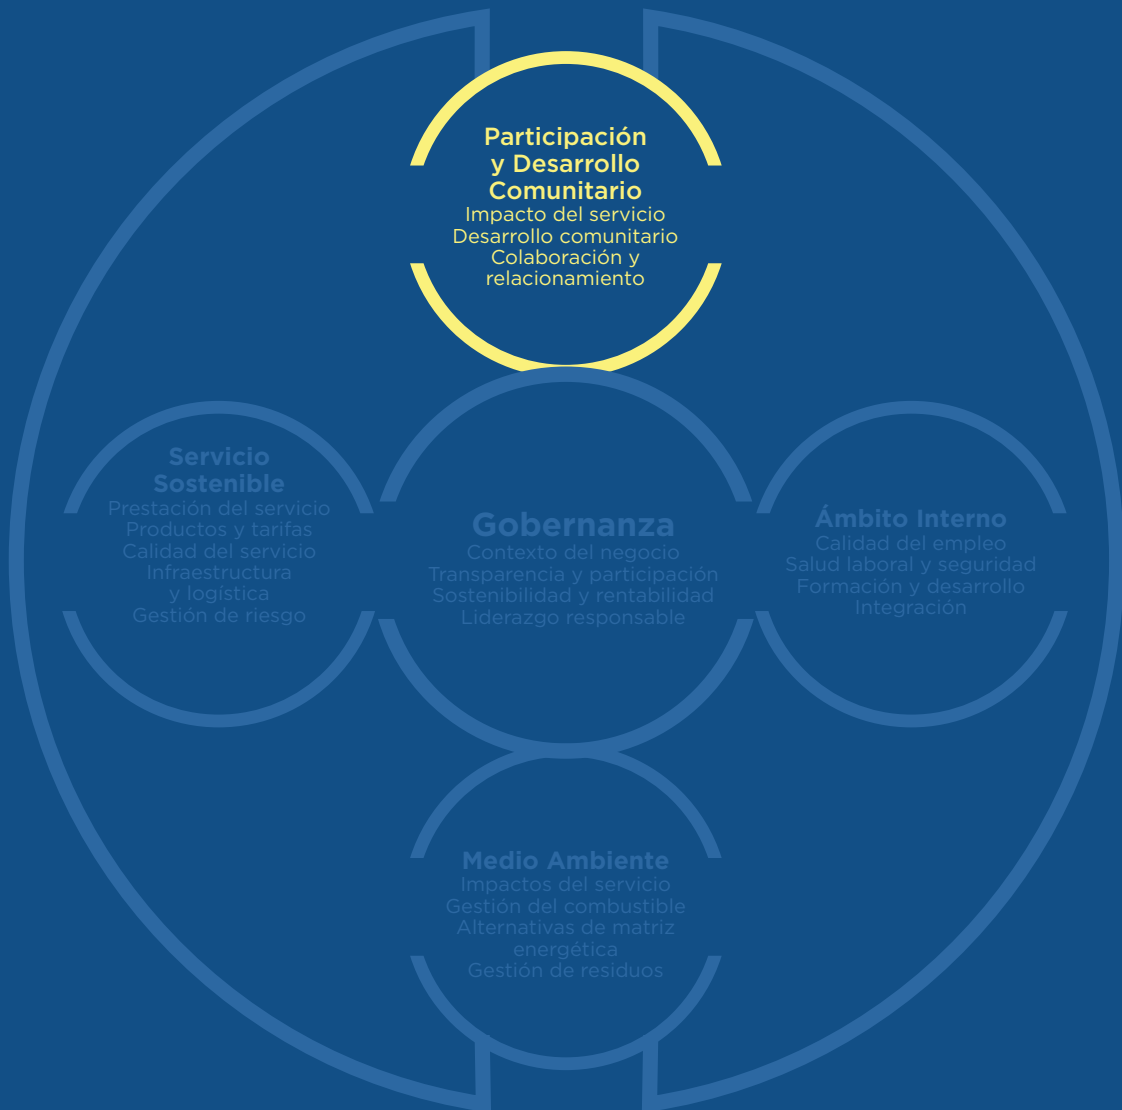 Participación
y Desarrollo
Comunitario
Impacto del servicio
Desarrollo comunitario
Colaboración y
relacionamiento
Servicio
Sostenible
Prestación del servicio
Productos y tarifas
Calidad del servicio
Infraestructura
y logística
Gestión de riesgo
Gobernanza
Contexto del negocio
Transparencia y participación
Sostenibilidad y rentabilidad
Liderazgo responsable
Ámbito Interno
Calidad del empleo
Salud laboral y seguridad
Formación y desarrollo
Integración
Medio Ambiente
Impactos del servicio
Gestión del combustible
Alternativas de matriz
energética
Gestión de residuos